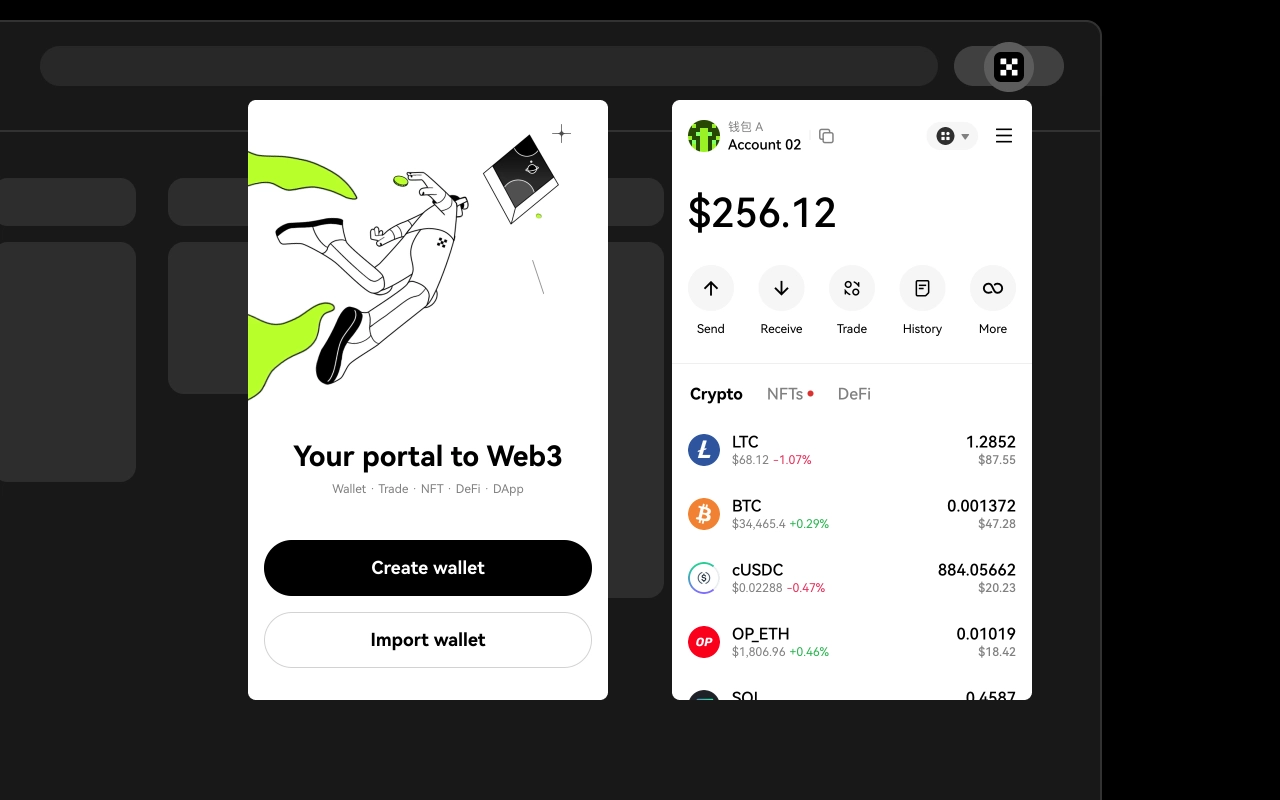 Your portal to Web3
Wallet · Trade · NFT · DeFi · DApp
Create wallet
Import wallet
钱包 A
Account 02
$256.12
Send
Receive
Trade
History
More
Crypto
NFTs
DeFi
LTC
1.2852
$68.12 -1.07%
$87.55
BTC
0.001372
$34,465.4 +0.29%
$47.28
cUSDC
884.05662
$0.02288 -0.47%
$20.23
OP_ETH
0.01019
OP
$1,806.96 +0.46%
$18.42
SOL
0.4587